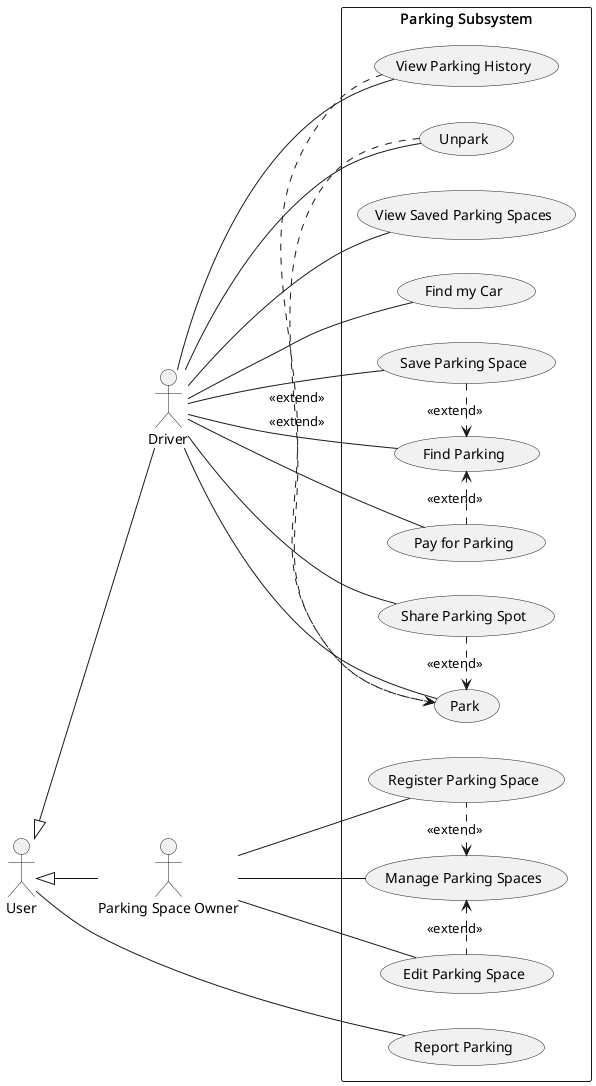 Parking Subsystem
View Parking History
Unpark
View Saved Parking Spaces
Find my Car
Save Parking Space
«extend»
«extend»
Driver
«extend»
Find Parking
«extend»
Pay for Parking
Share Parking Spot
«extend»
Park
Register Parking Space
«extend»
User
Parking Space Owner
Manage Parking Spaces
«extend»
Edit Parking Space
Report Parking